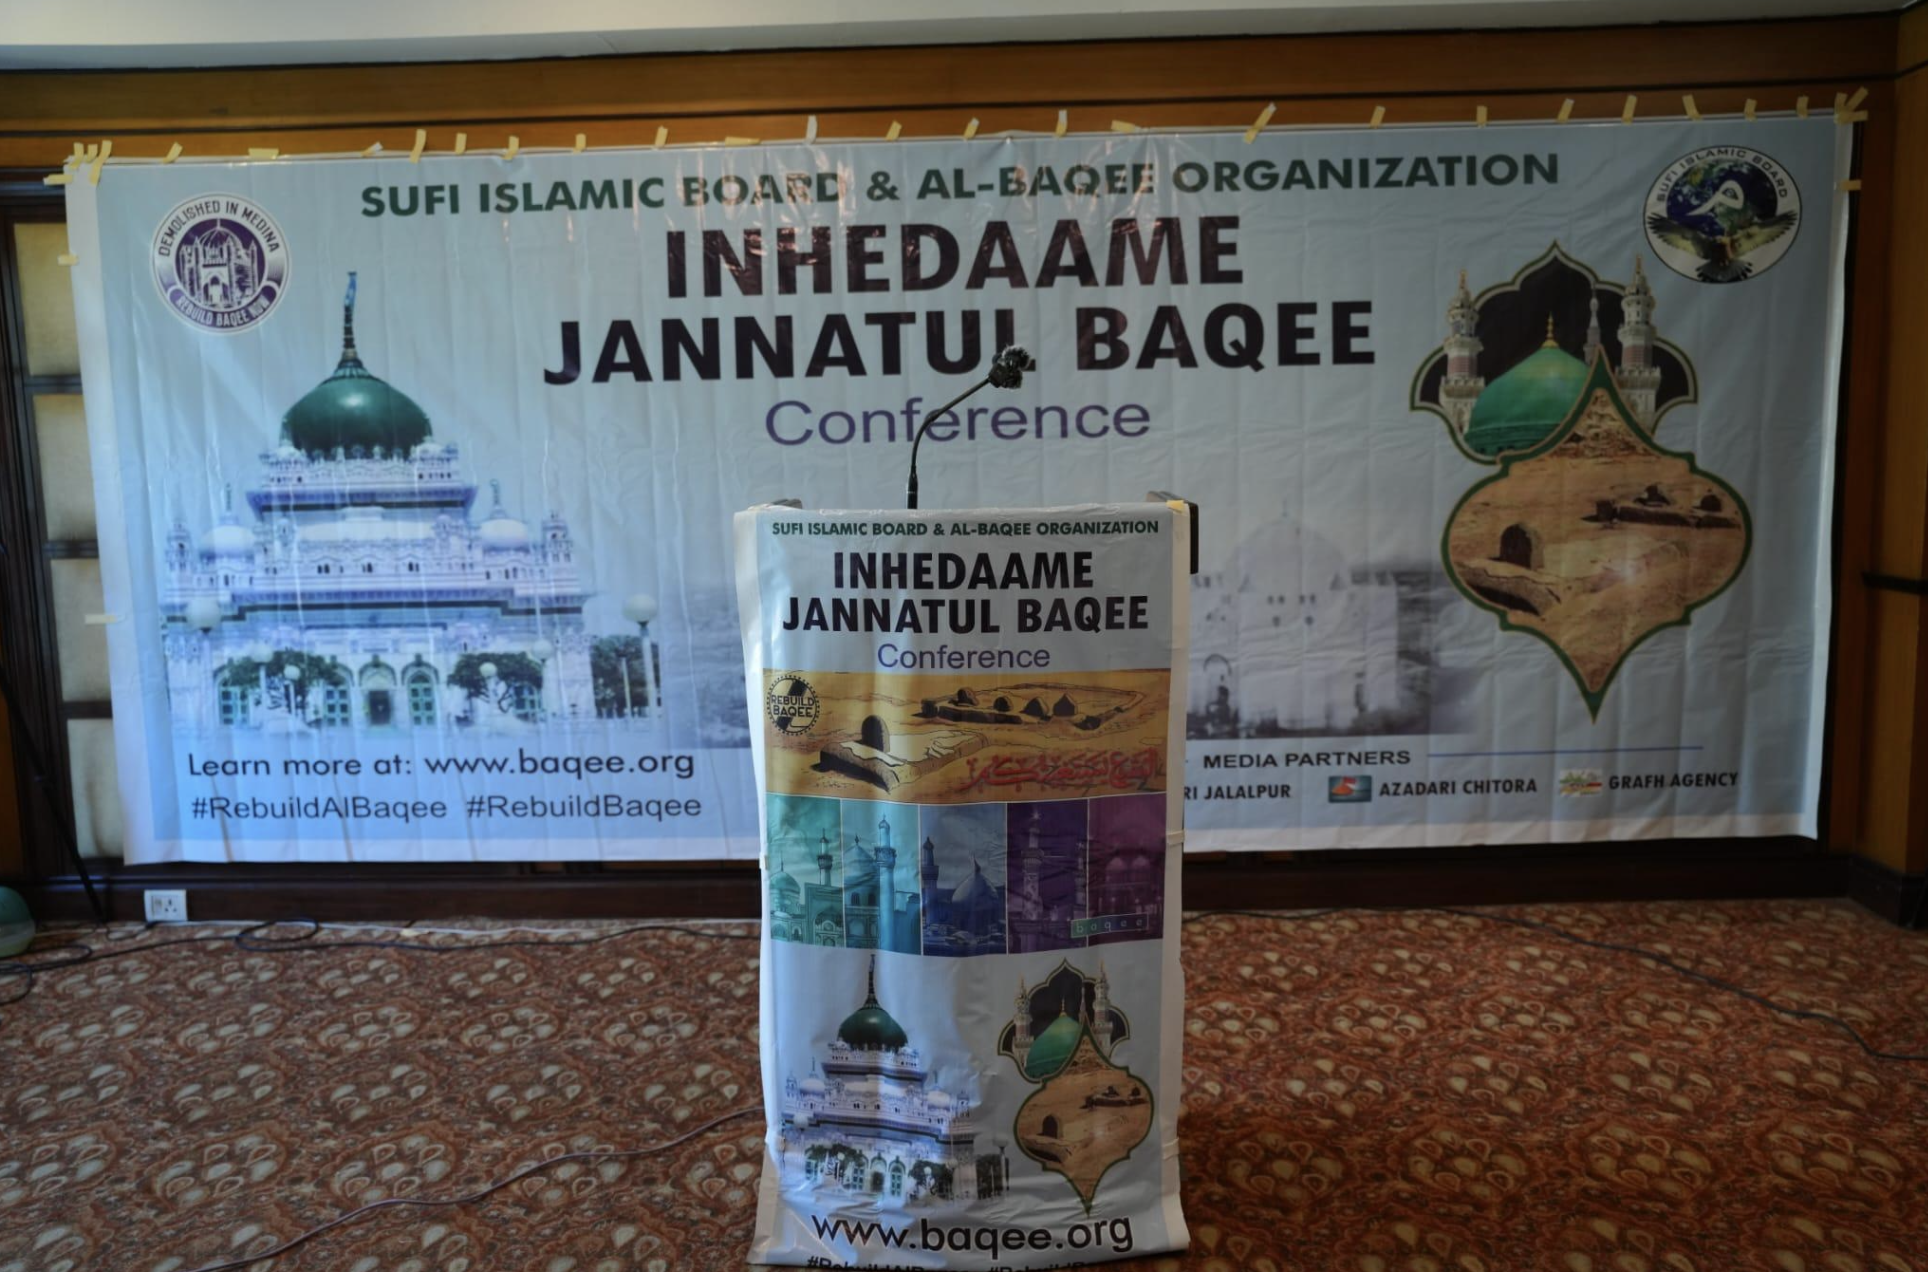 SUFI ISLAMIC BOARD & AL-BAQEE ORGANIZATION
INHEDAAME
JANNATUL BAQEE
Conference
DEMOLISHED IN MEDINA
REBUILD BAQEE NOW
SUFI ISLAMIC BOARD
Learn more at: www.baqee.org
#RebuildAlBaqee #RebuildBaqee
MEDIA PARTNERS
JALALPUR AZADARI CHITORA GRAFH AGENCY
SUFI ISLAMIC BOARD & AL-BAQEE ORGANIZATION
INHEDAAME
JANNATUL BAQEE
Conference
REBUILD
BAQEE
baqee
www.baqee.org
#RebuildAlBaqee